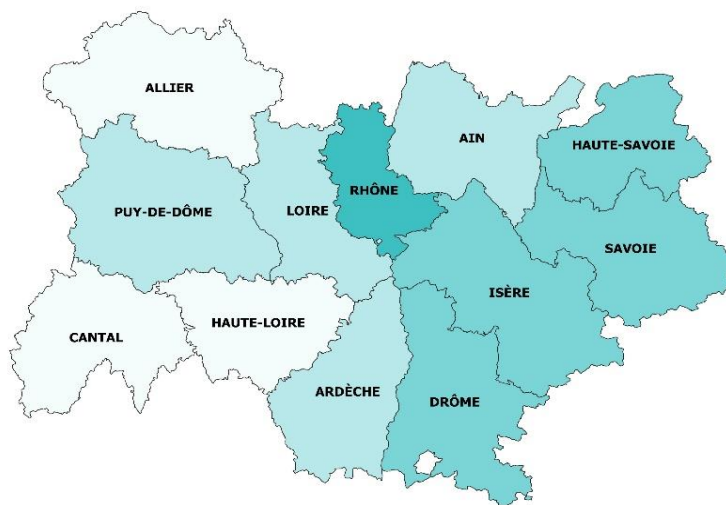 ALLIER
AIN
HAUTE-SAVOIE
RHÔNE
PUY-DE-DÔME
LOIRE
SAVOIE
ISÈRE
HAUTE-LOIRE
CANTAL
ARDÈCHE
DRÔME